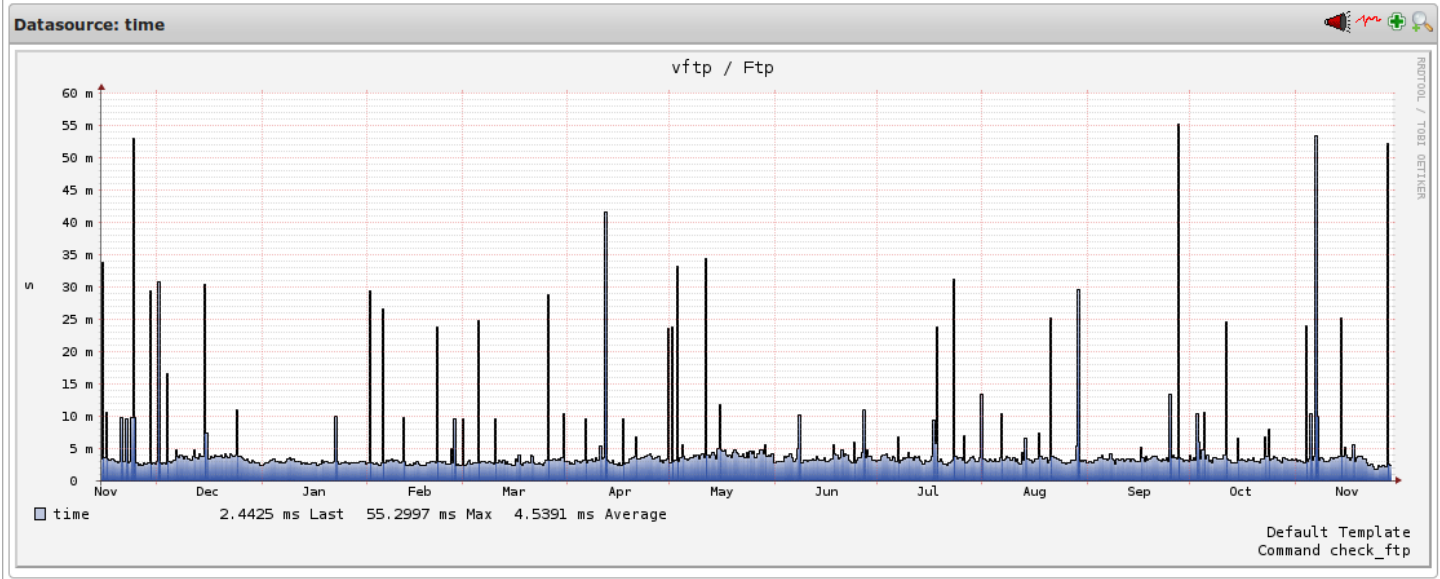 Datasource: time
vftp / Ftp
RRDTOOL / TOBI OETIKER
60 m
55 m
50 m
45 m
40 m
35 m
30 m
25 m
20 m
15 m
10 m
5 m
0
s
Nov Dec Jan Feb Mar Apr May Jun Jul Aug Sep Oct Nov
time 2.4425 ms Last 55.2997 ms Max 4.5391 ms Average
Default Template
Command check_ftp